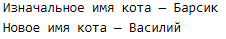 Изначальное имя кота – Барсик
Новое имя кота – Василий